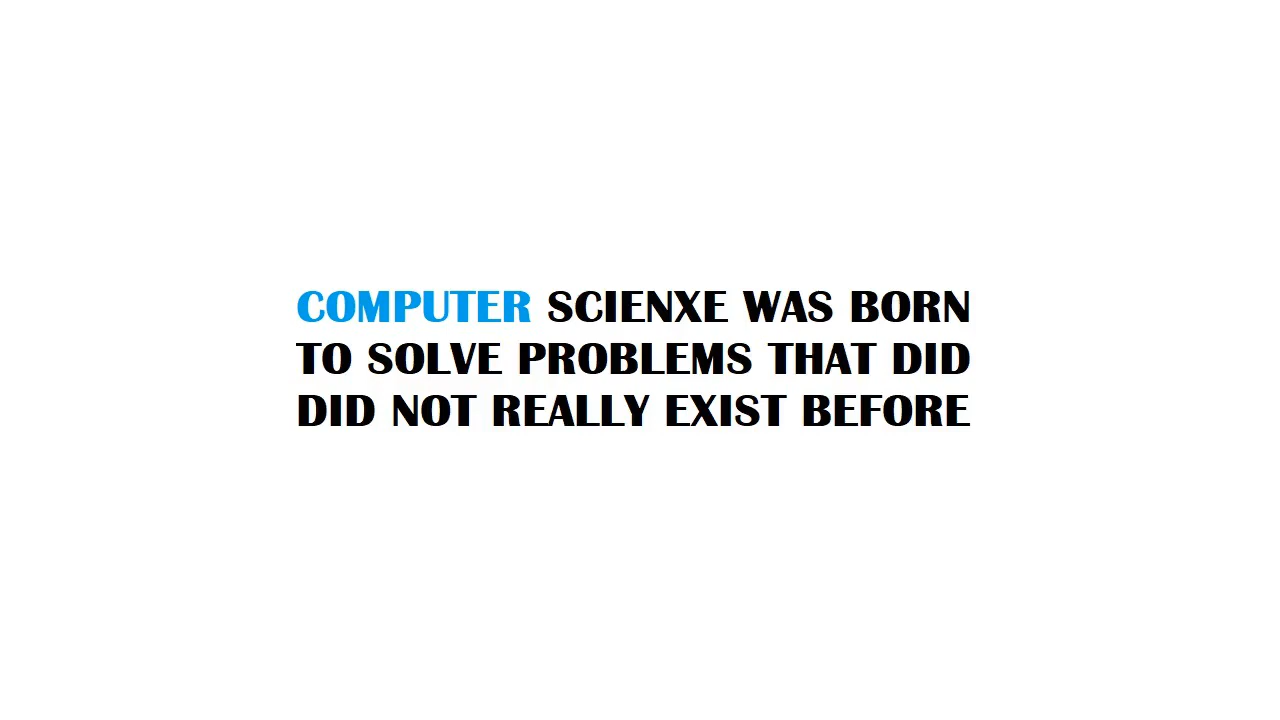 COMPUTER SCIENXE WAS BORN
TO SOLVE PROBLEMS THAT DID
DID NOT REALLY EXIST BEFORE